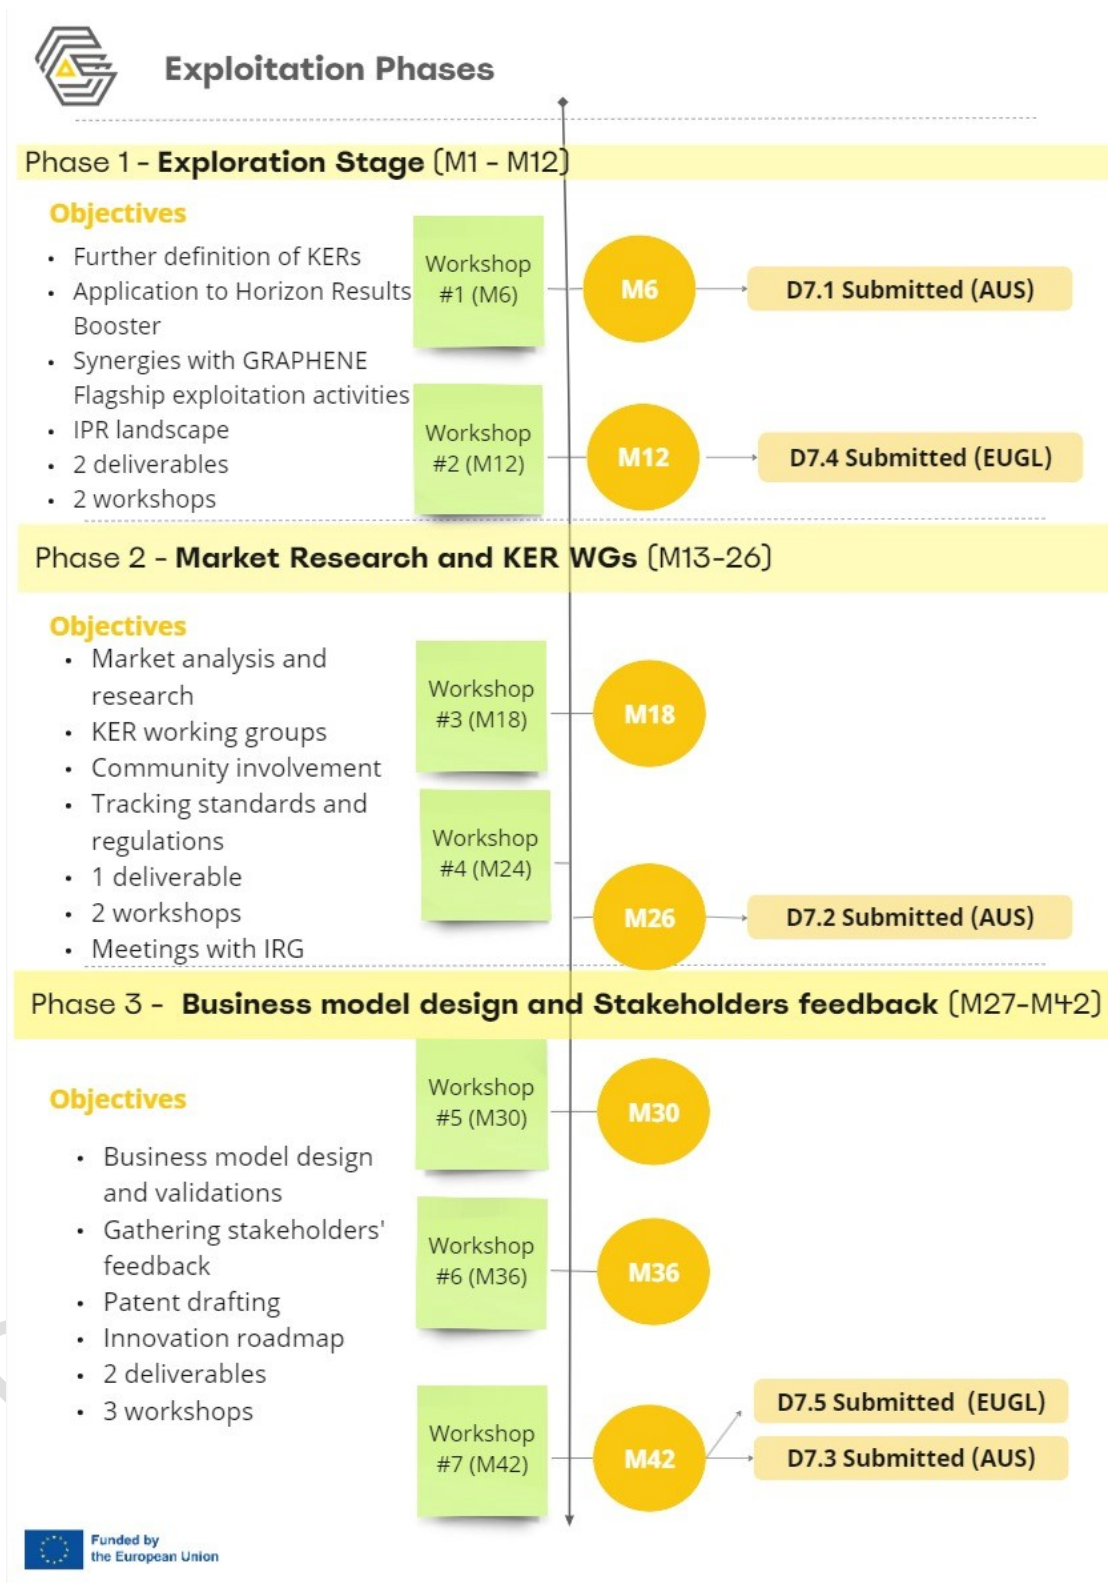 Exploitation Phases
Phase 1 - Exploration Stage (M1 - M12)
Objectives
• Further definition of KERs
• Application to Horizon Results
Booster
• Synergies with GRAPHENE
Flagship exploitation activities
• IPR landscape
• 2 deliverables
• 2 workshops
Workshop
#1 (M6)
M6
D7.1 Submitted (AUS)
Workshop
#2 (M12)
M12
D7.4 Submitted (EUGL)
Phase 2 - Market Research and KER WGs (M13-26)
Objectives
• Market analysis and
research
• KER working groups
• Community involvement
• Tracking standards and
regulations
• 1 deliverable
• 2 workshops
• Meetings with IRG
Workshop
#3 (M18)
M18
Workshop
#4 (M24)
M26
D7.2 Submitted (AUS)
Phase 3 - Business model design and Stakeholders feedback (M27-M42)
Objectives
• Business model design
and validations
• Gathering stakeholders'
feedback
• Patent drafting
• Innovation roadmap
• 2 deliverables
• 3 workshops
Workshop
#5 (M30)
M30
Workshop
#6 (M36)
M36
Workshop
#7 (M42)
M42
D7.5 Submitted (EUGL)
D7.3 Submitted (AUS)
Funded by
the European Union